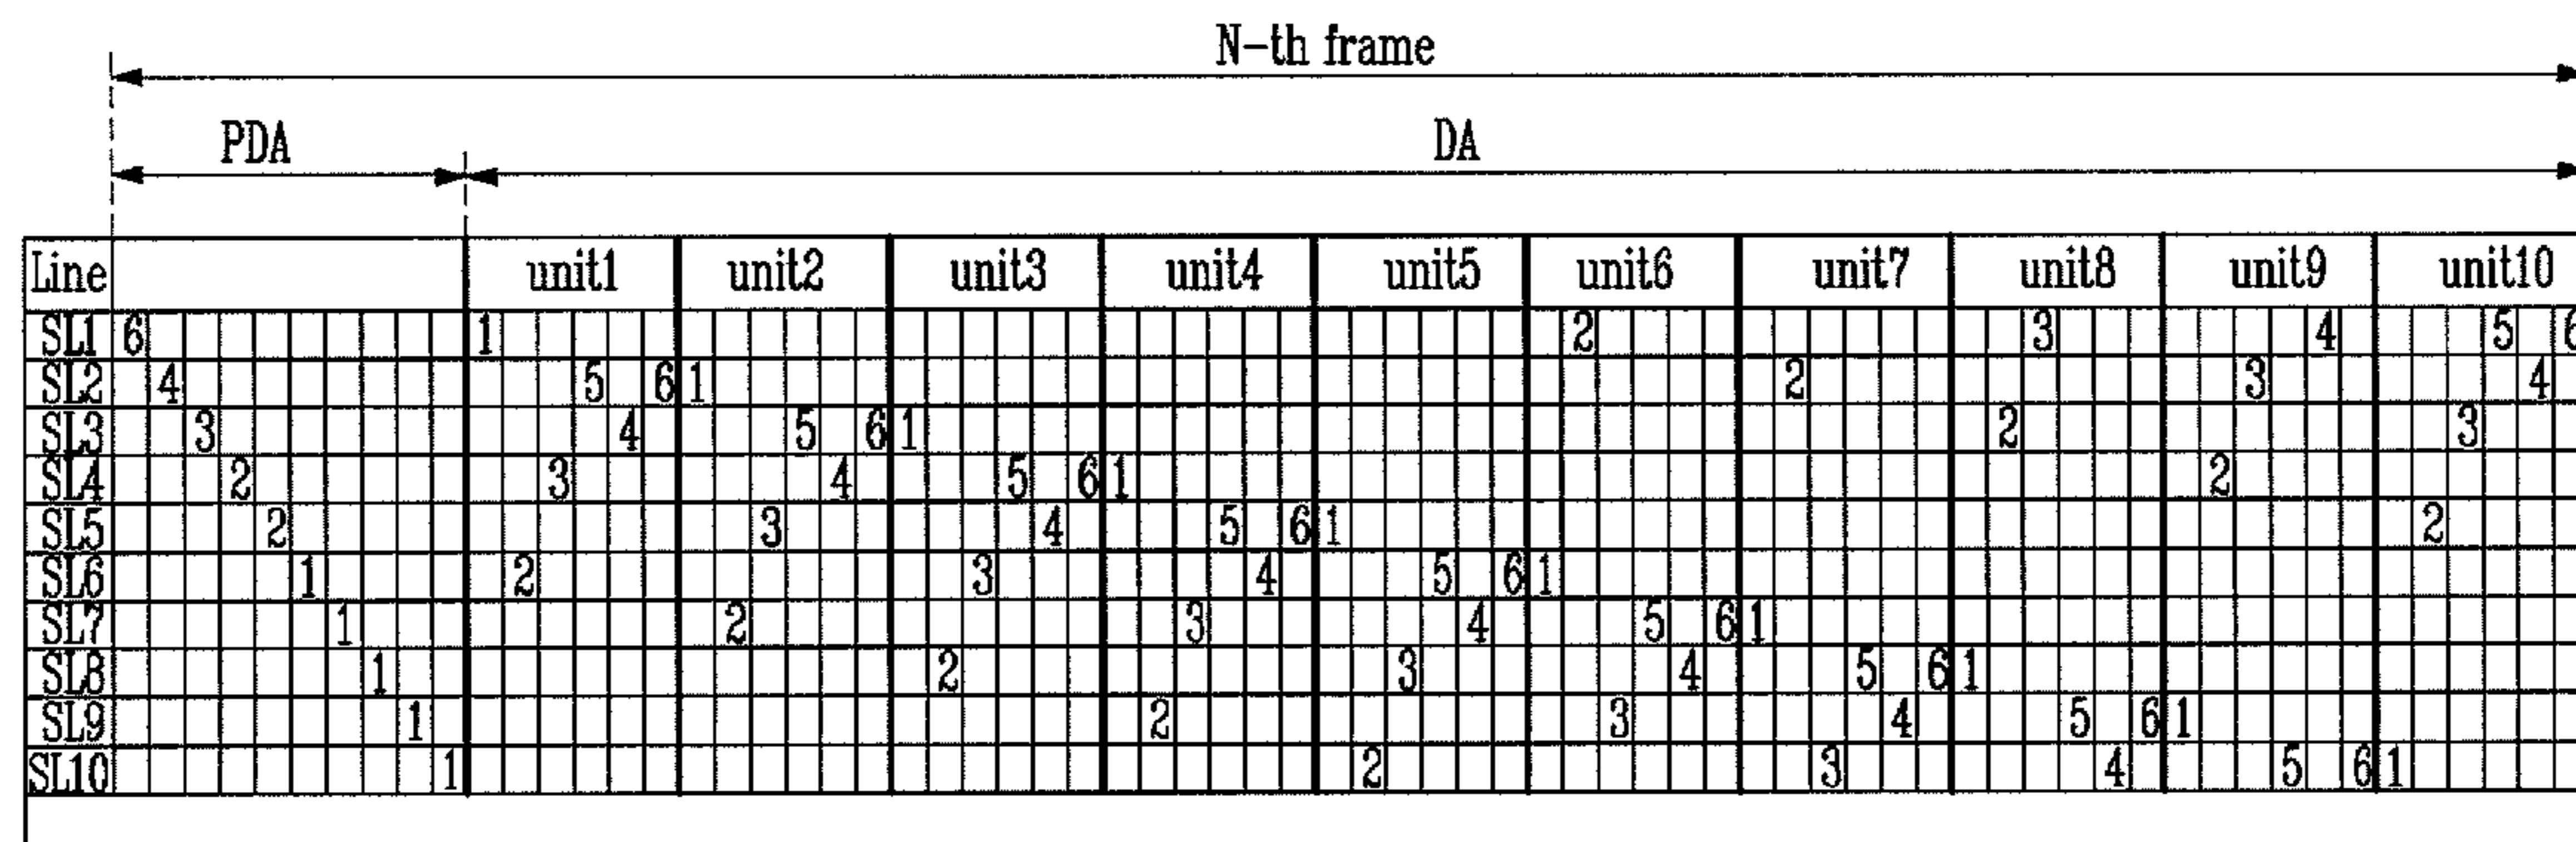 N-th frame
PDA DA
Line unit1 unit2 unit3 unit4 unit5 unit6 unit7 unit8 unit9 unit10
SL1 6 1 2 3 4 5 6
SL2 4 5 6 1 2 3 4
SL3 3 4 5 6 1 2 3
SL4 2 3 4 5 6 1 2
SL5 2 3 4 5 6 1 2
SL6 1 2 3 4 5 6 1
SL7 1 2 3 4 5 6 1
SL8 1 2 3 4 5 6 1
SL9 1 2 3 4 5 6 1
SL10 1 2 3 4 5 6 1